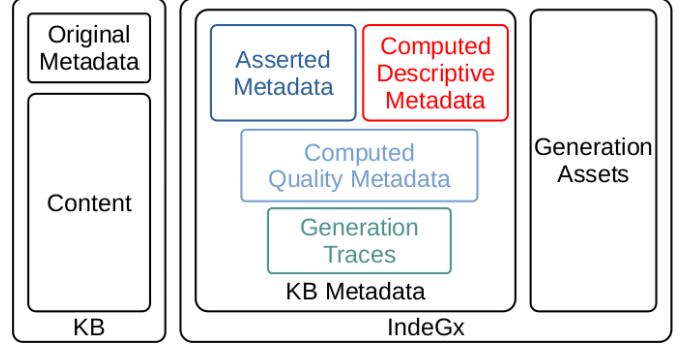 Original
Metadata
Content
KB
Asserted
Metadata
Computed
Descriptive
Metadata
Computed
Quality Metadata
Generation
Traces
KB Metadata
Generation
Assets
IndeGx